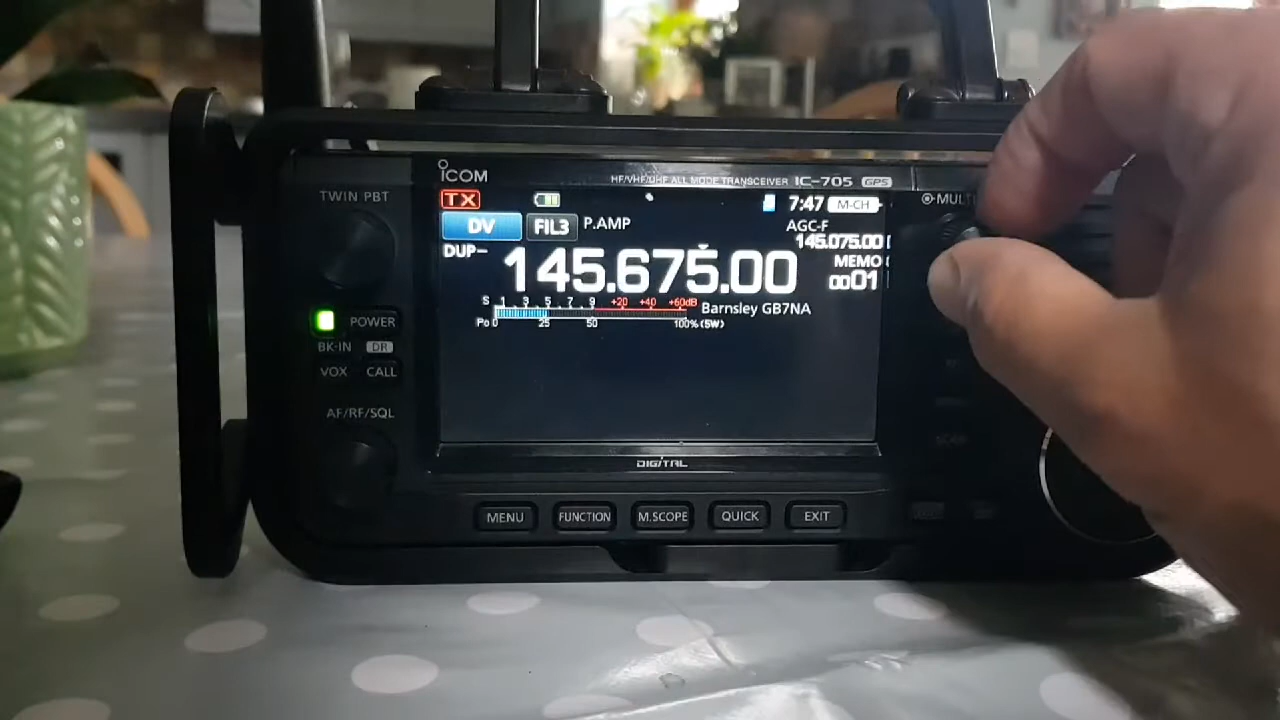 ICOM
HF/VHF/UHF ALL MODE TRANSCEIVER IC-705 GPS
TWIN PBT
TX
7:47 M-CH
MULTI
DV FIL3 P.AMP
AGC-F
145.075.00
DUP-
145.675.00
MEMO
0001
S 1 3 5 7 9 +20 +40 +60dB
Barnsley GB7NA
Po 0 25 50 100% (5W)
POWER
BK-IN DR
VOX CALL
AF/RF/SQL
DIGITAL
MENU FUNCTION M.SCOPE QUICK EXIT